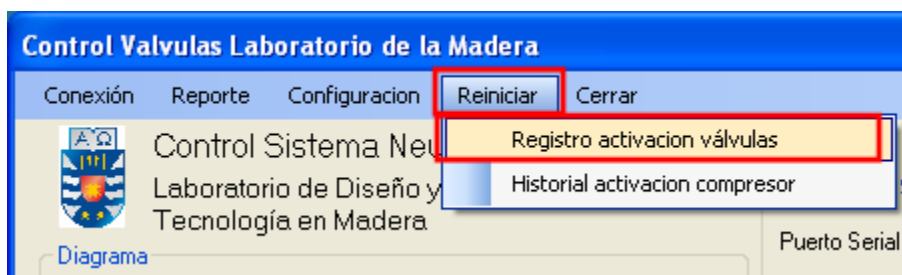 Control Valvulas Laboratorio de la Madera
Conexión Reporte Configuracion Reiniciar Cerrar
Registro activacion válvulas
Historial activacion compresor
ΑΩ
Control Sistema
Laboratorio de Diseño y
Tecnología en Madera
Diagrama
Puerto Serial